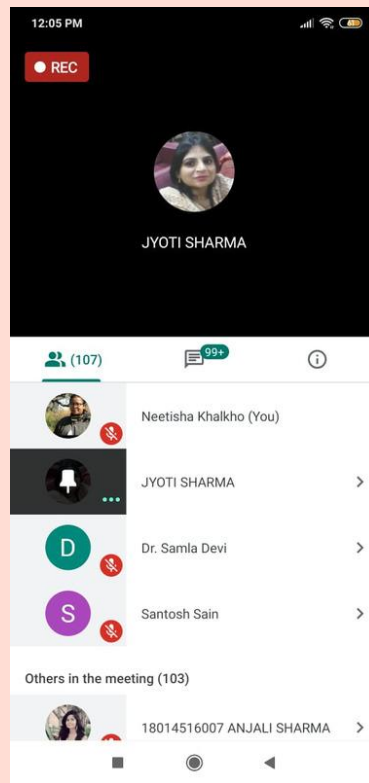 12:05 PM
63
REC
JYOTI SHARMA
(107)
99+
Neetisha Khalkho (You)
JYOTI SHARMA
D
Dr. Samla Devi
S
Santosh Sain
Others in the meeting (103)
18014516007 ANJALI SHARMA